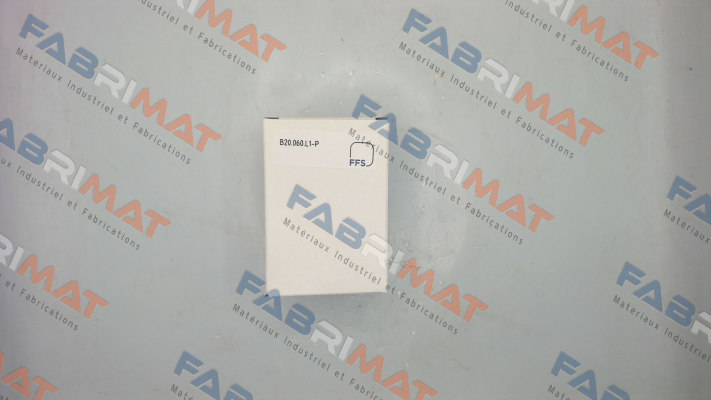 B20.060.L1-P
FFS
FABRIMAT
Materiaux Industriel et Fabrications